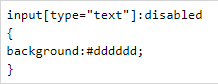 input[type="text"]:disabled
{
background:#dddddd;
}